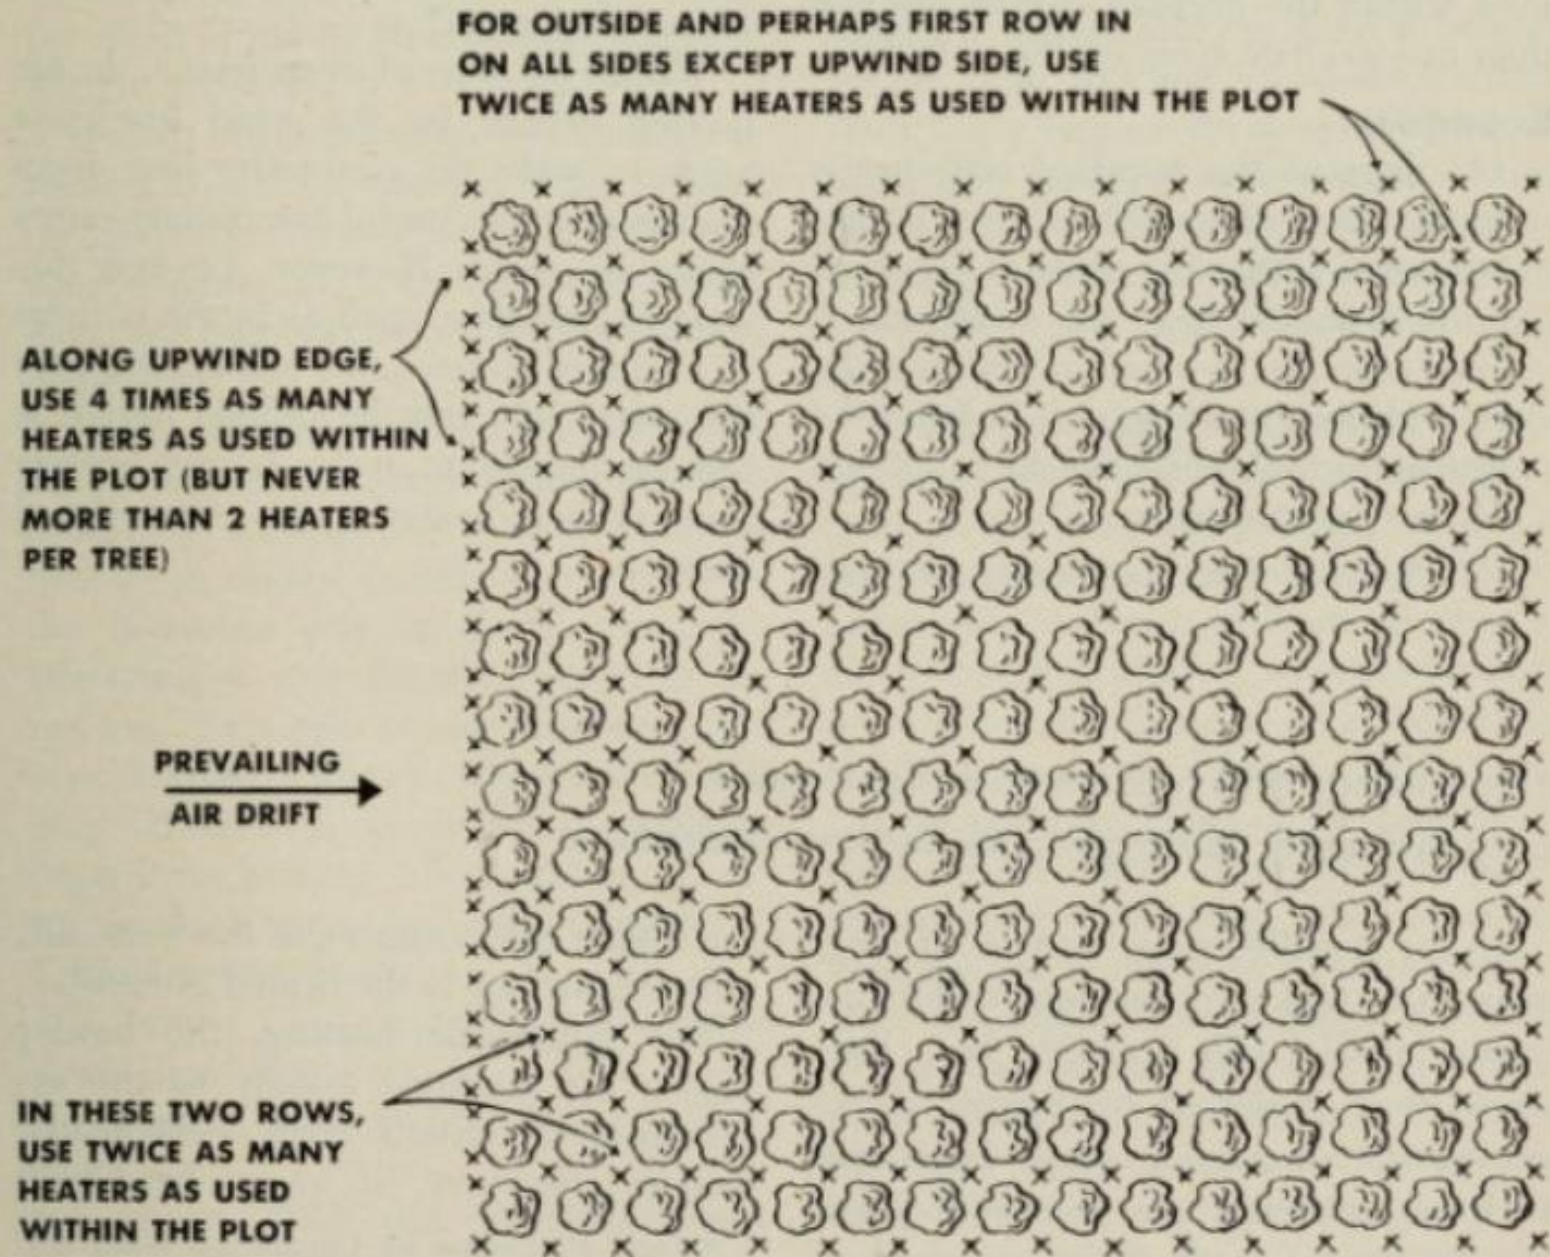 FOR OUTSIDE AND PERHAPS FIRST ROW IN
ON ALL SIDES EXCEPT UPWIND SIDE, USE
TWICE AS MANY HEATERS AS USED WITHIN THE PLOT
ALONG UPWIND EDGE,
USE 4 TIMES AS MANY
HEATERS AS USED WITHIN
THE PLOT (BUT NEVER
MORE THAN 2 HEATERS
PER TREE)
PREVAILING
AIR DRIFT
IN THESE TWO ROWS,
USE TWICE AS MANY
HEATERS AS USED
WITHIN THE PLOT